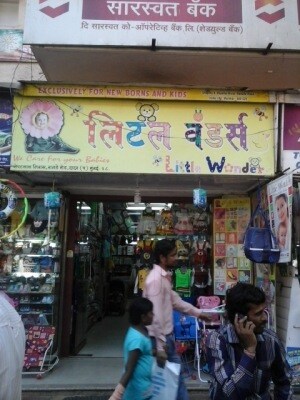 सारस्वत बैंक
दि सारस्वत को-ऑपरेटिव्ह बँक लि. (शेड्युल्ड बँक)
EXCLUSIVELY FOR NEW BORNS AND KIDS
लिटल वंडर्स
We Care For your Babies
Little Wonder